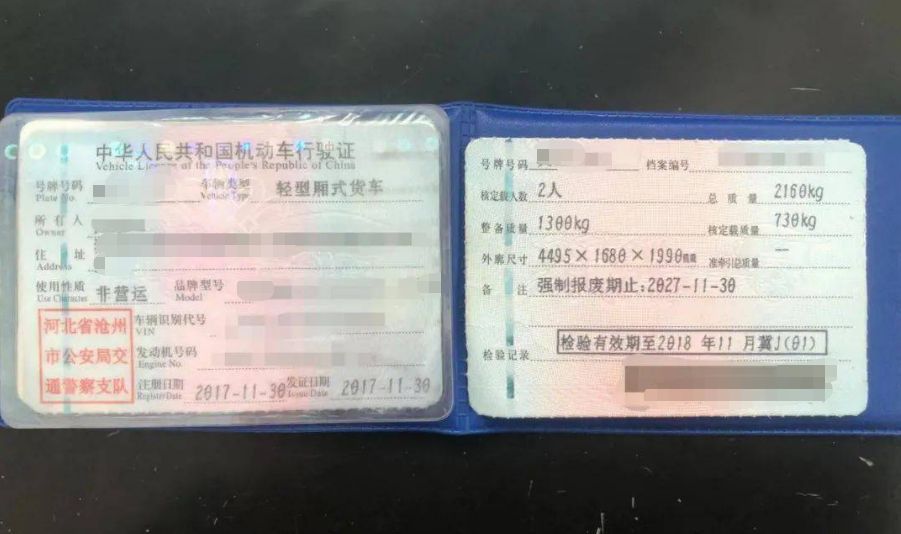 中华人民共和国机动车行驶证
Vehicle License of the People's Republic of China
号牌号码 车辆类型 轻型厢式货车
Plate No. Vehicle Type
所有人
Owner
住址
Address
使用性质 非营运 品牌型号
Use Character Model
河北省沧州
市公安局交
通警察支队
车辆识别代号
VIN
发动机号码
Engine No.
注册日期 2017-11-30 发证日期 2017-11-30
Register Date Issue Date
号牌号码 档案编号
核定载人数 2人 总质量 2160kg
整备质量 1300kg 核定载质量 730kg
外廓尺寸 4495×1680×1990mm 准牵引总质量 —
备注 强制报废期止:2027-11-30
检验记录 检验有效期至2018 年11 月冀J(01)